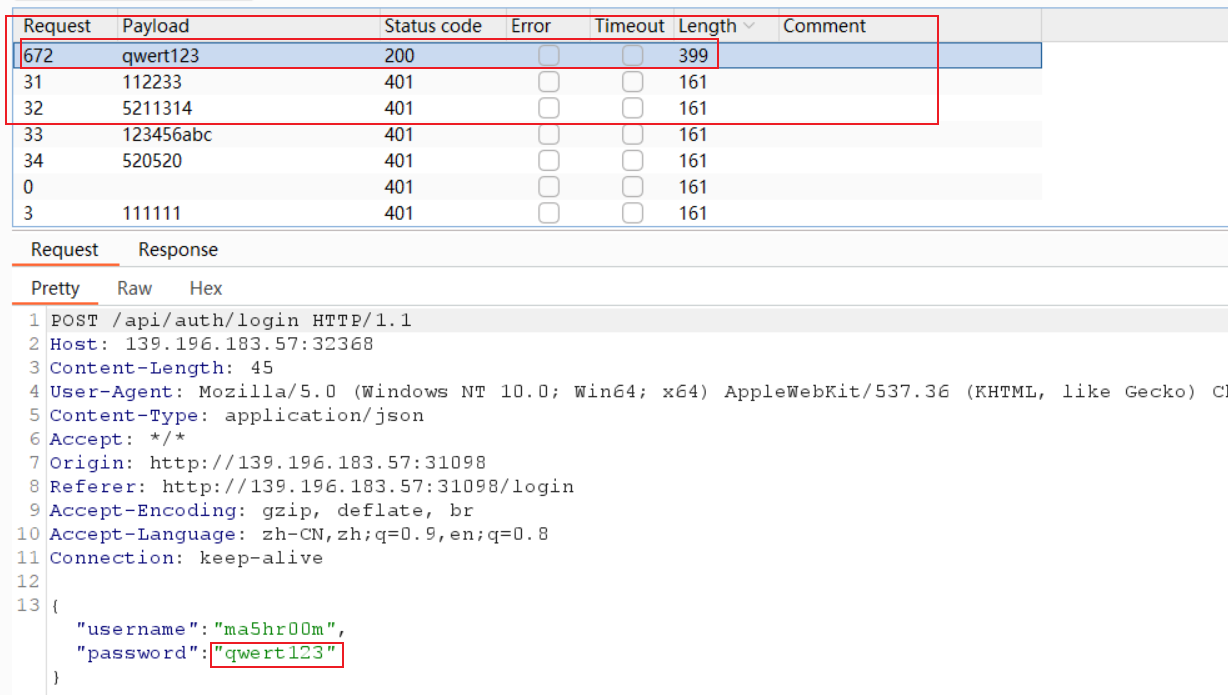 Request Payload Status code Error Timeout Length Comment
672 qwert123 200 399
31 112233 401 161
32 5211314 401 161
33 123456abc 401 161
34 520520 401 161
0 401 161
3 111111 401 161
Request Response
Pretty Raw Hex
1 POST /api/auth/login HTTP/1.1
2 Host: 139.196.183.57:32368
3 Content-Length: 45
4 User-Agent: Mozilla/5.0 (Windows NT 10.0; Win64; x64) AppleWebKit/537.36 (KHTML, like Gecko)
5 Content-Type: application/json
6 Accept: */*
7 Origin: http://139.196.183.57:31098
8 Referer: http://139.196.183.57:31098/login
9 Accept-Encoding: gzip, deflate, br
10 Accept-Language: zh-CN,zh;q=0.9,en;q=0.8
11 Connection: keep-alive
12
13 {
"username":"ma5hr00m",
"password":"qwert123"
}